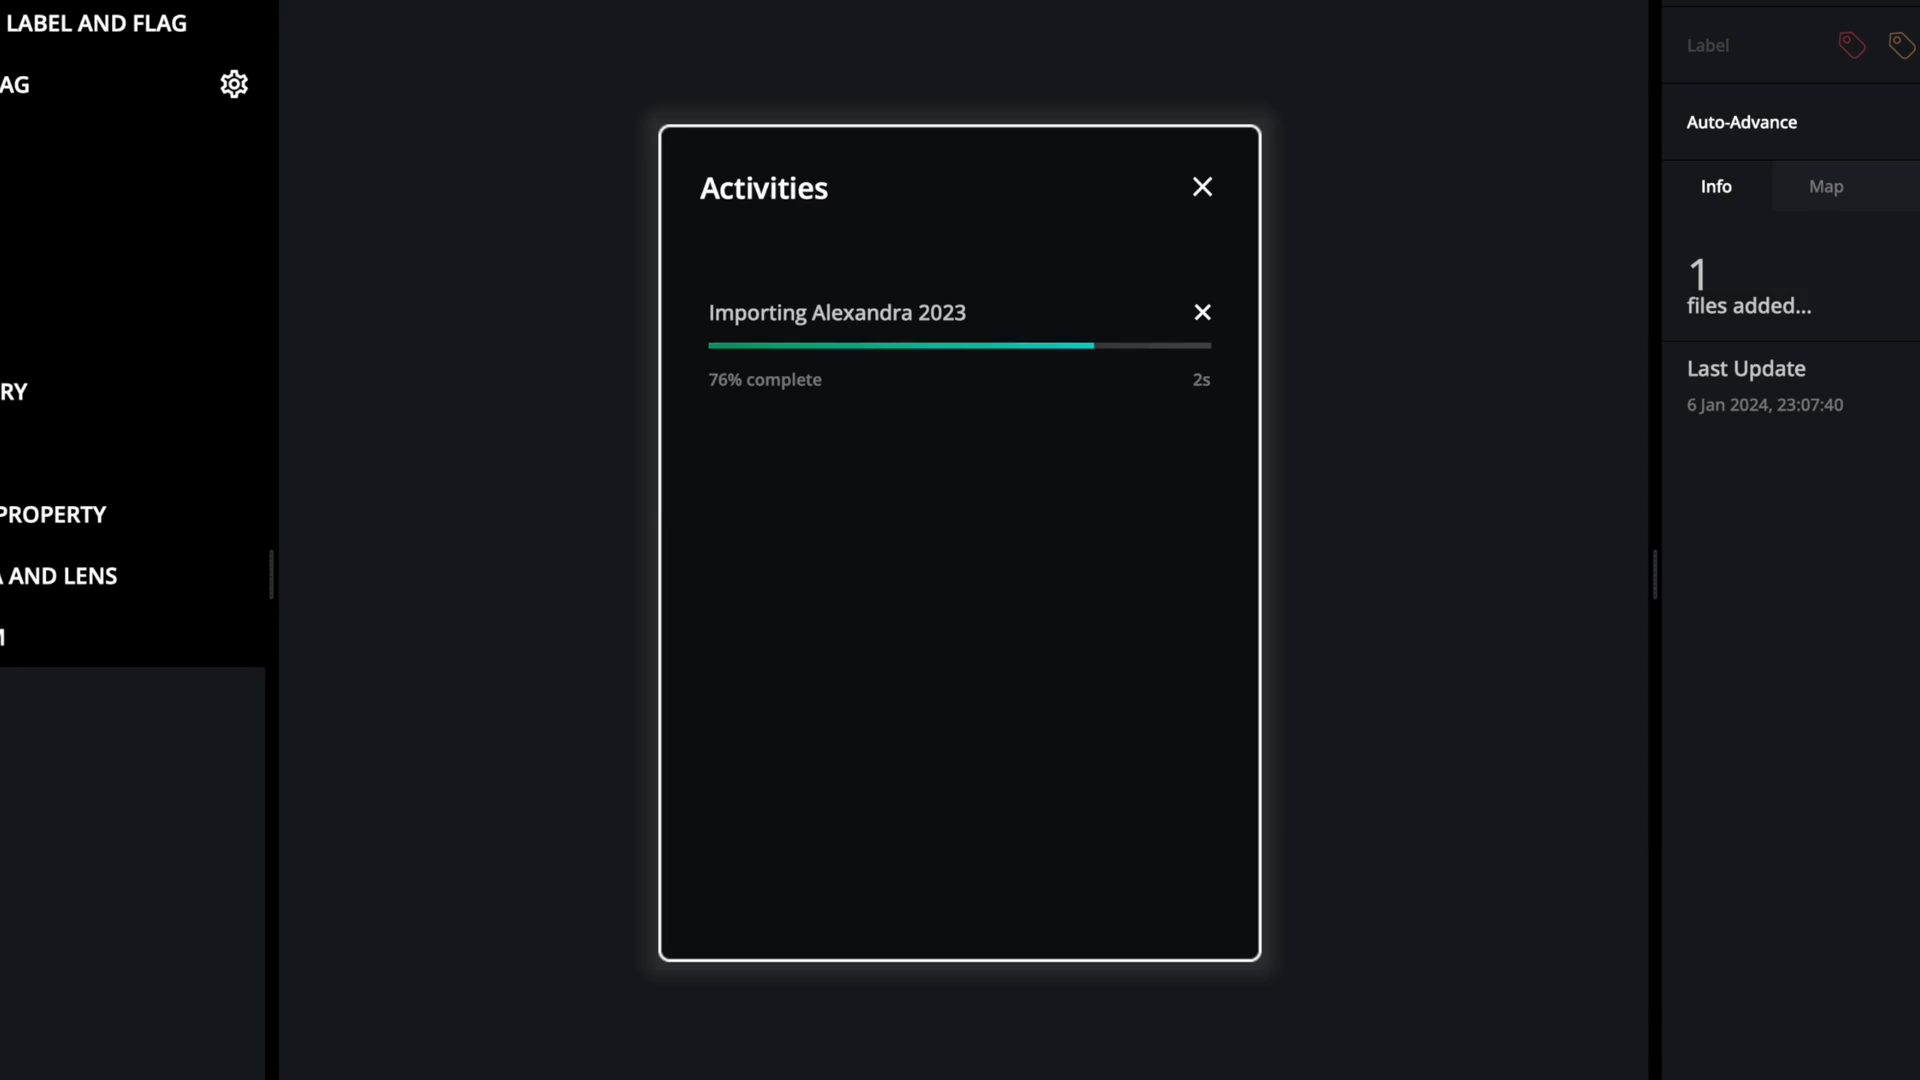 LABEL AND FLAG
AG
RY
PROPERTY
AND LENS
Activities
Importing Alexandra 2023
76% complete
2s
Label
Auto-Advance
Info
Map
1
files added...
Last Update
6 Jan 2024, 23:07:40